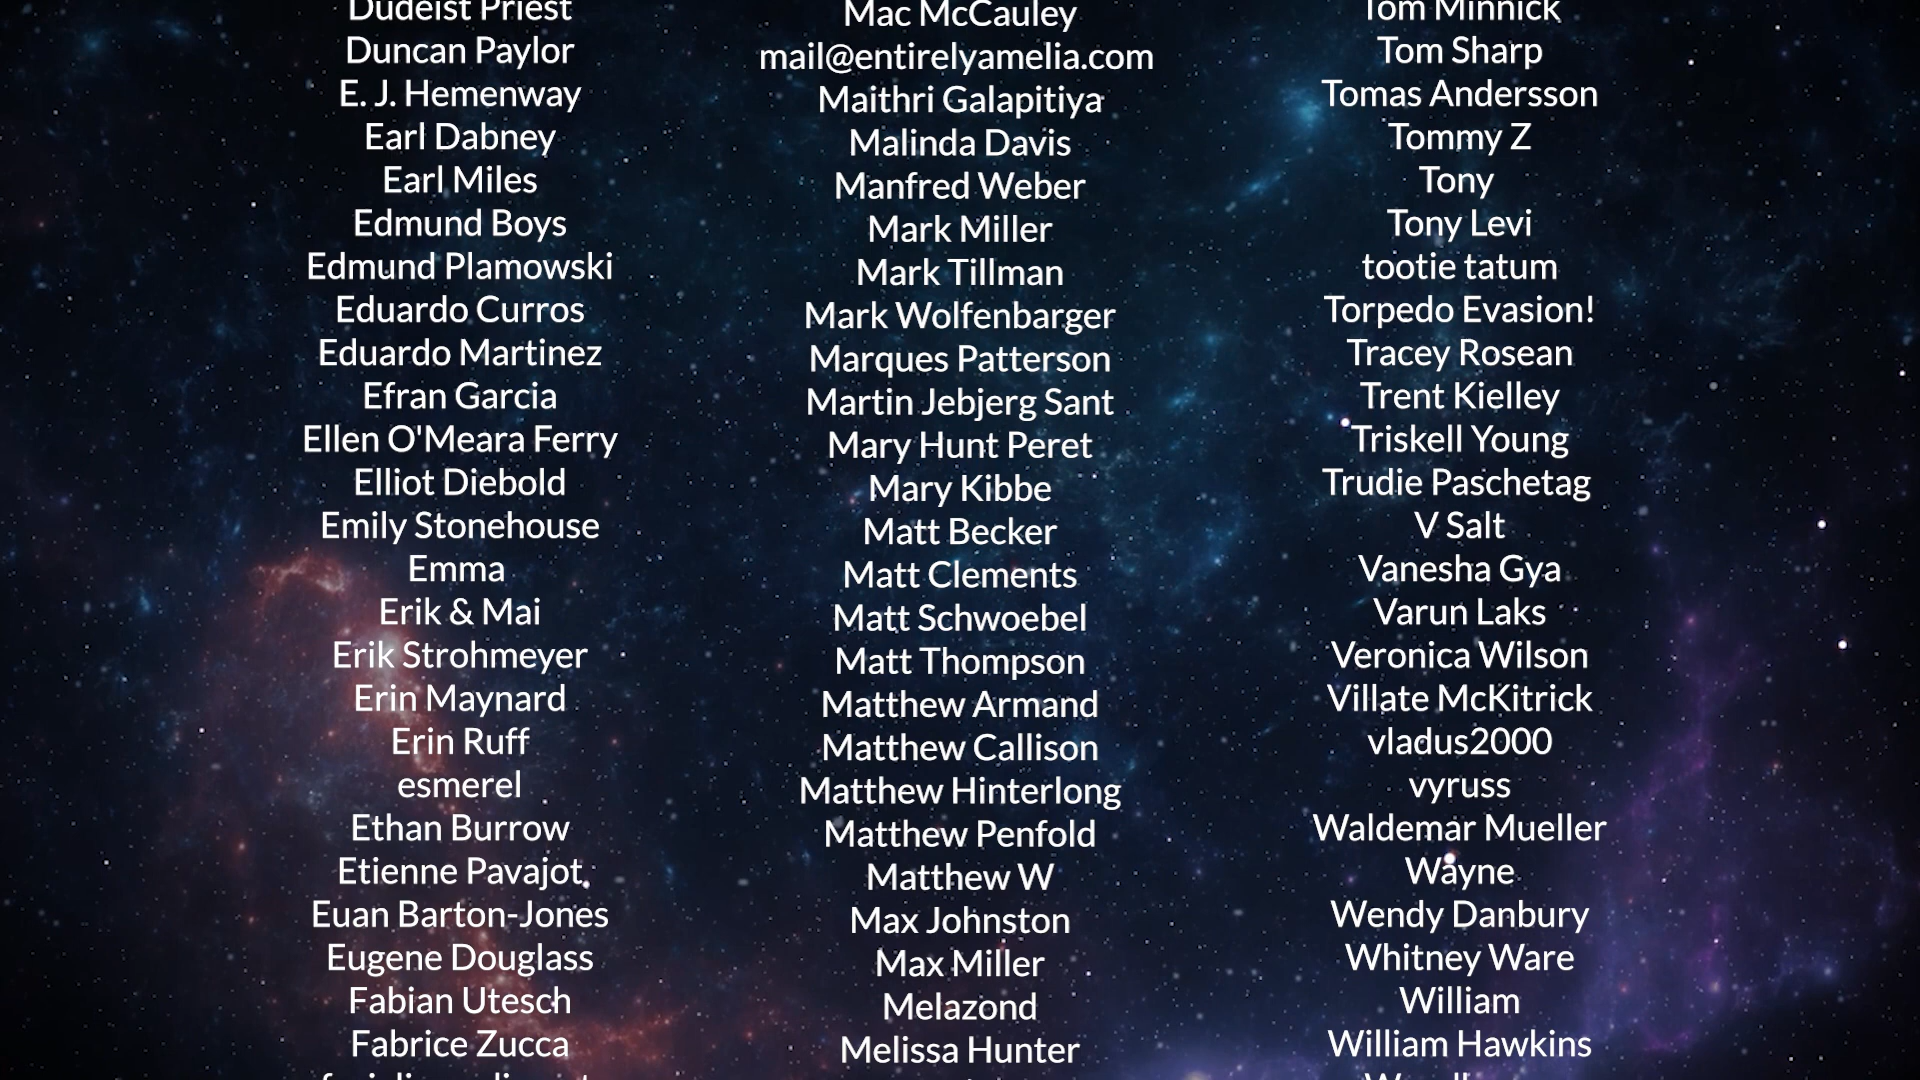 Dudeist Priest
Duncan Paylor
E. J. Hemenway
Earl Dabney
Earl Miles
Edmund Boys
Edmund Plamowski
Eduardo Curros
Eduardo Martinez
Efran Garcia
Ellen O'Meara Ferry
Elliot Diebold
Emily Stonehouse
Emma
Erik & Mai
Erik Strohmeyer
Erin Maynard
Erin Ruff
esmerel
Ethan Burrow
Etienne Pavajot
Euan Barton-Jones
Eugene Douglass
Fabian Utesch
Fabrice Zucca
Mac McCauley
mail@entirelyamelia.com
Maithri Galapitiya
Malinda Davis
Manfred Weber
Mark Miller
Mark Tillman
Mark Wolfenbarger
Marques Patterson
Martin Jebjerg Sant
Mary Hunt Peret
Mary Kibbe
Matt Becker
Matt Clements
Matt Schwoebel
Matt Thompson
Matthew Armand
Matthew Callison
Matthew Hinterlong
Matthew Penfold
Matthew W
Max Johnston
Max Miller
Melazond
Melissa Hunter
Tom Minnick
Tom Sharp
Tomas Andersson
Tommy Z
Tony
Tony Levi
tootie tatum
Torpedo Evasion!
Tracey Rosean
Trent Kielley
Triskell Young
Trudie Paschetag
V Salt
Vanesha Gya
Varun Laks
Veronica Wilson
Villate McKitrick
vladus2000
vyruss
Waldemar Mueller
Wayne
Wendy Danbury
Whitney Ware
William
William Hawkins